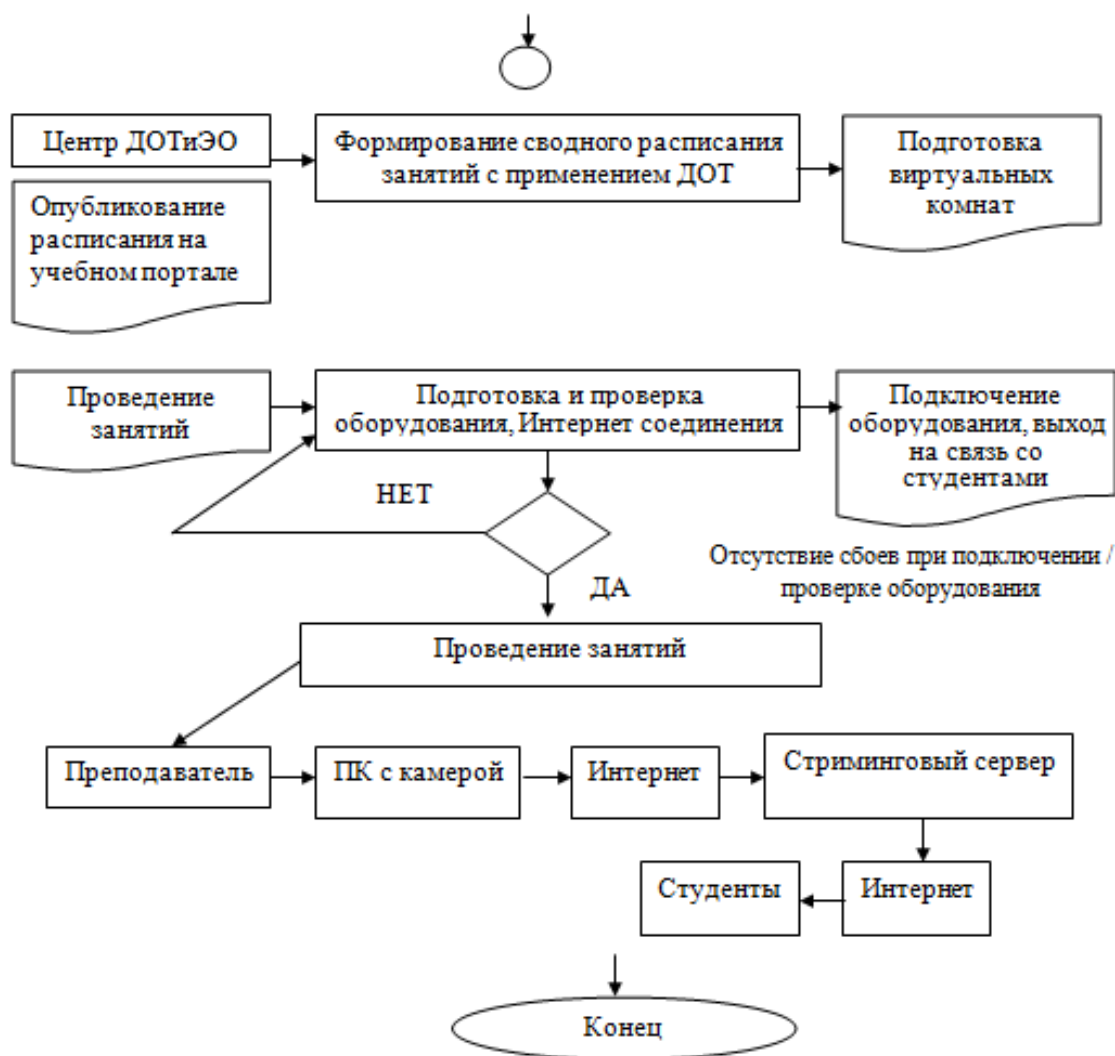 Центр ДОТиЭО
Формирование сводного расписания
занятий с применением ДОТ
Подготовка
виртуальных
комнат
Опубликование
расписания на
учебном портале
Проведение
занятий
Подготовка и проверка
оборудования, Интернет соединения
Подключение
оборудования, выход
на связь со
студентами
НЕТ
Отсутствие сбоев при подключении /
проверке оборудования
ДА
Проведение занятий
Преподаватель
ПК с камерой
Интернет
Стриминговый сервер
Студенты
Интернет
Конец